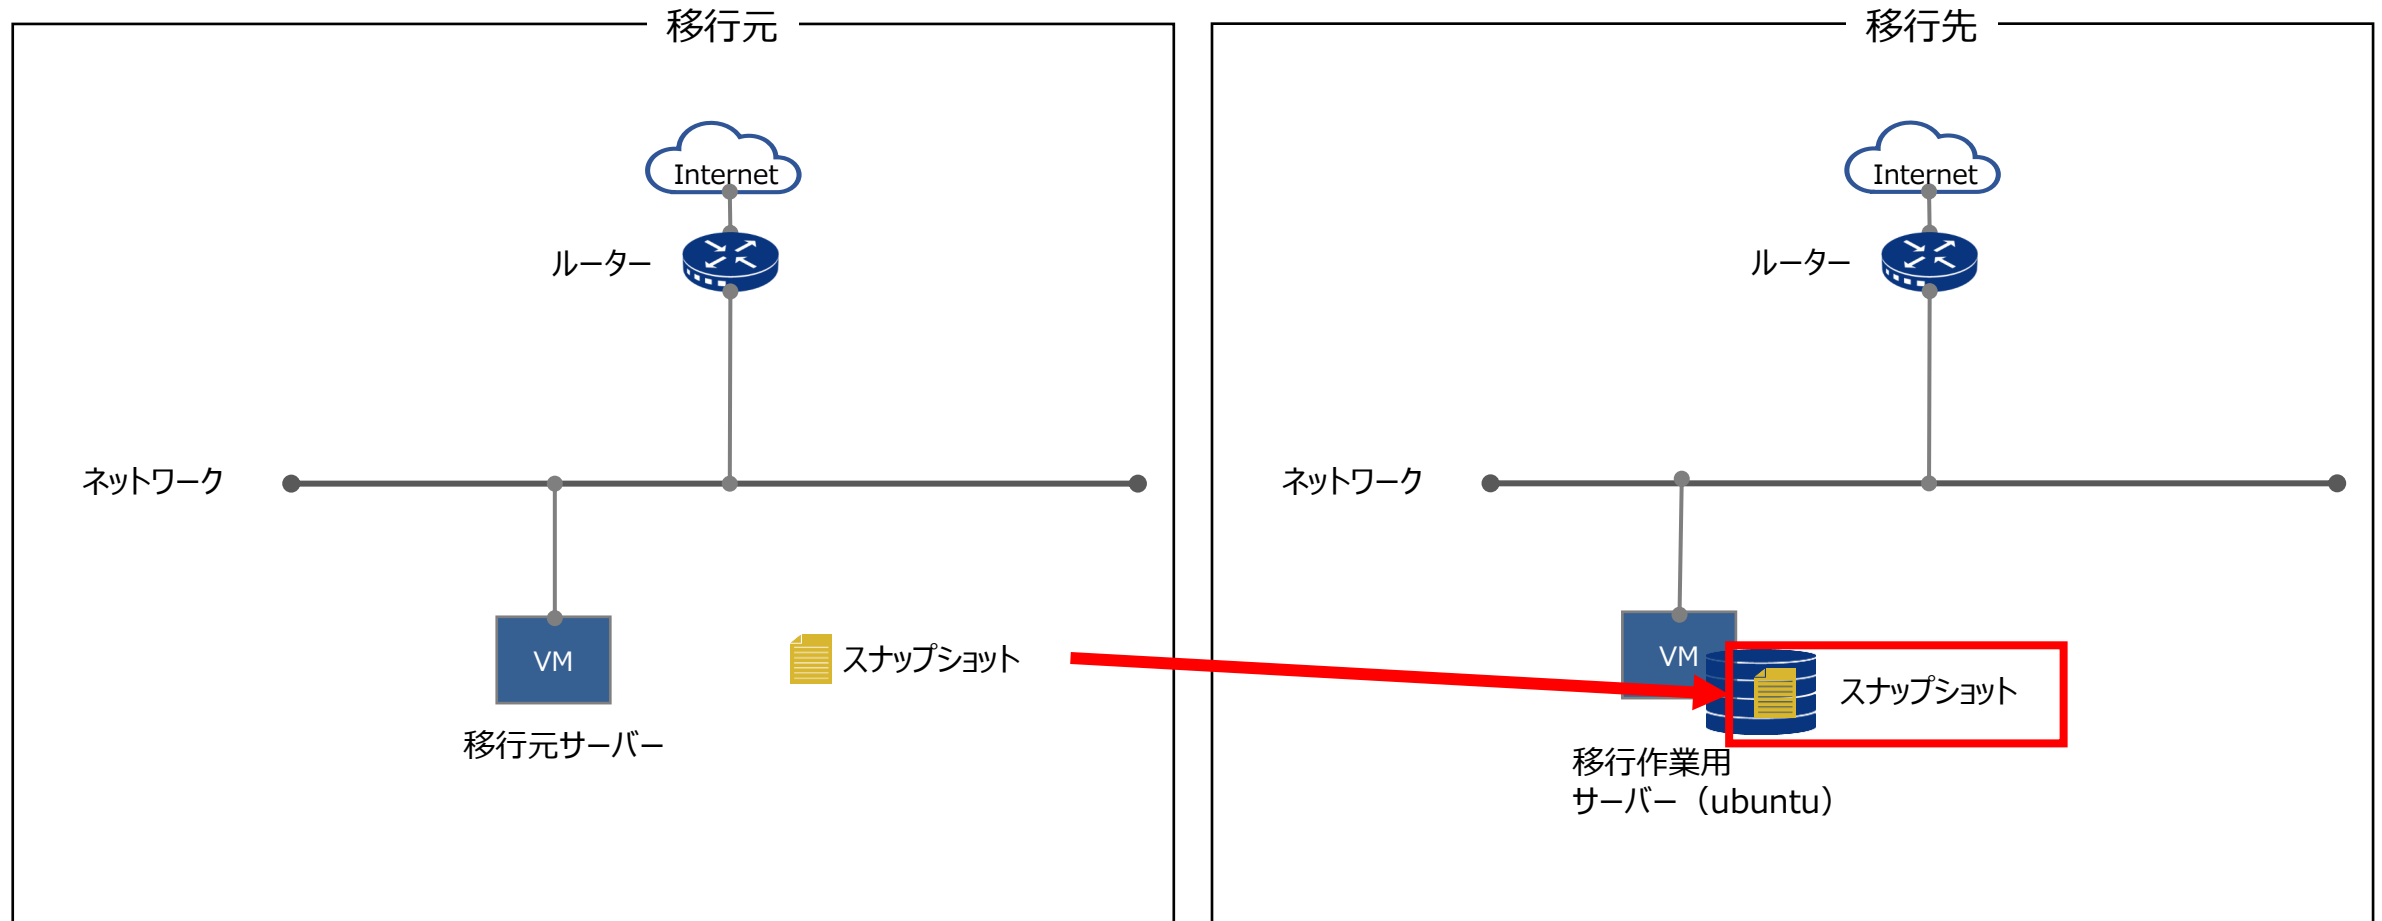 移行元
Internet
ルーター
ネットワーク
VM
スナップショット
移行元サーバー
移行先
Internet
ルーター
ネットワーク
VM
スナップショット
移行作業用
サーバー（ubuntu）